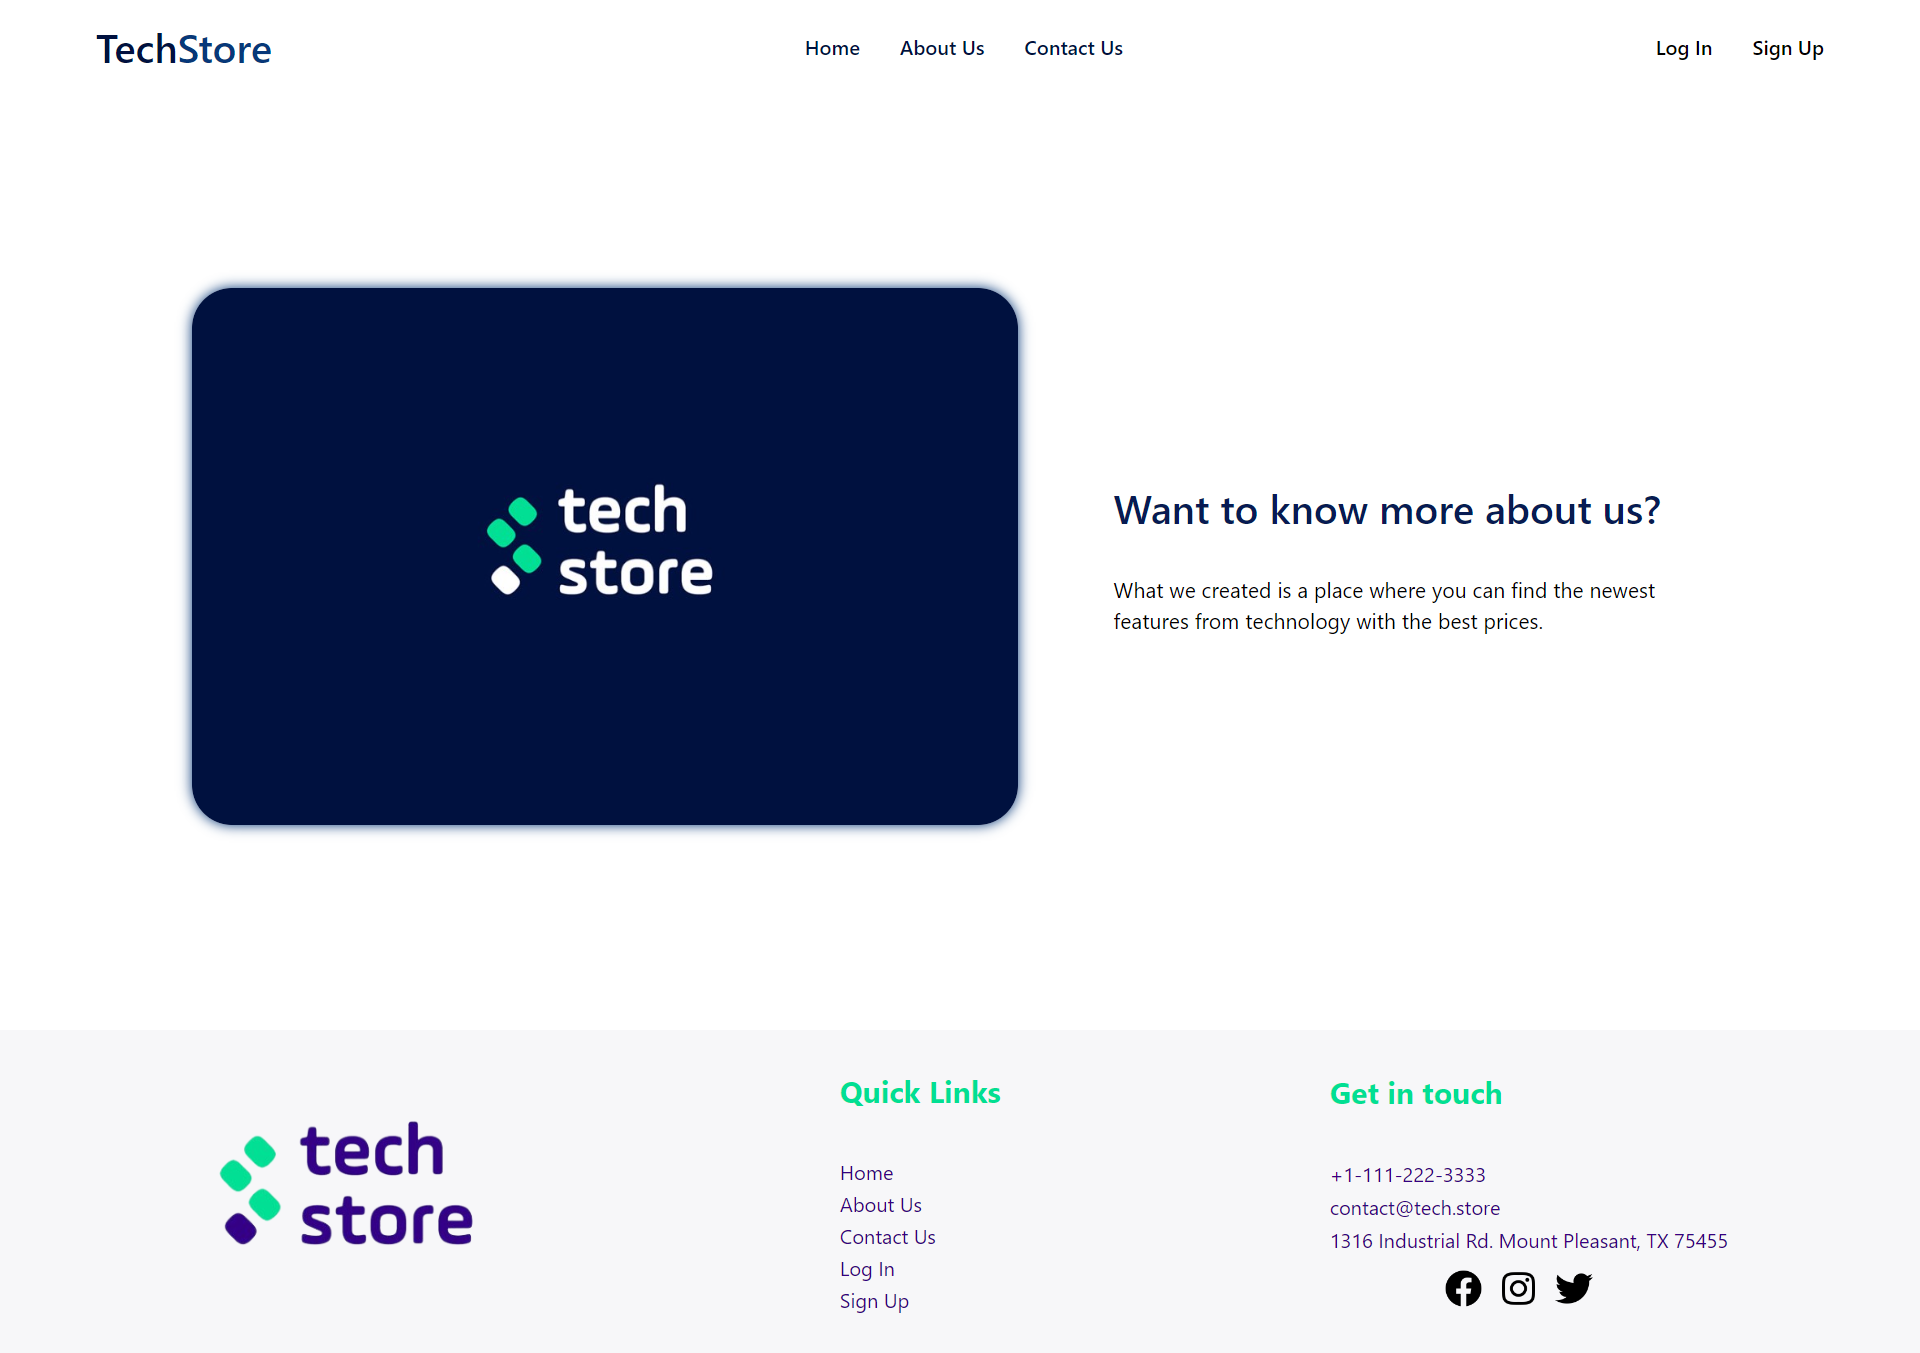 TechStore
Home
About Us
Contact Us
Log In
Sign Up
tech
store
Want to know more about us?
What we created is a place where you can find the newest
features from technology with the best prices.
tech
store
Quick Links
Home
About Us
Contact Us
Log In
Sign Up
Get in touch
+1-111-222-3333
contact@tech.store
1316 Industrial Rd. Mount Pleasant, TX 75455